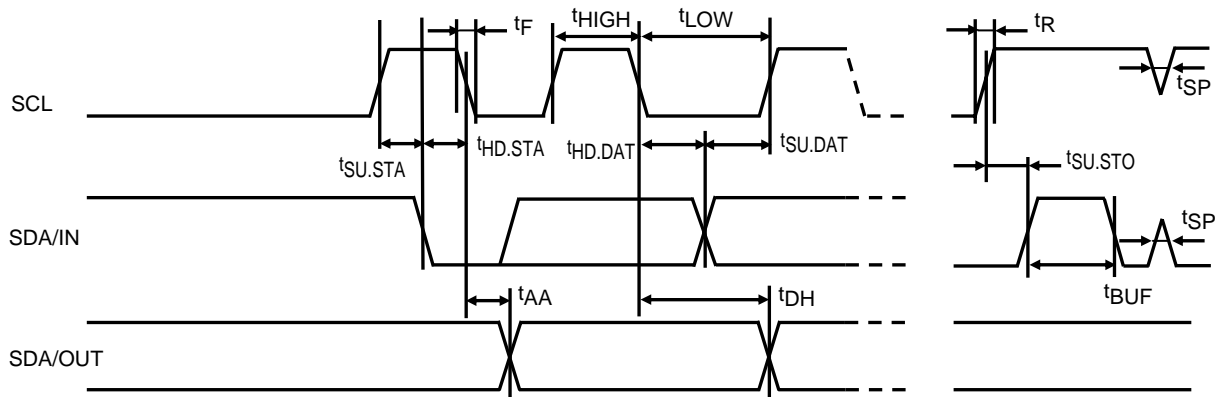 tF
tHIGH
tLOW
tR
SCL
tSP
tSU.STA
tHD.STA
tHD.DAT
tSU.DAT
tSU.STO
SDA/IN
tSP
tAA
tDH
tBUF
SDA/OUT